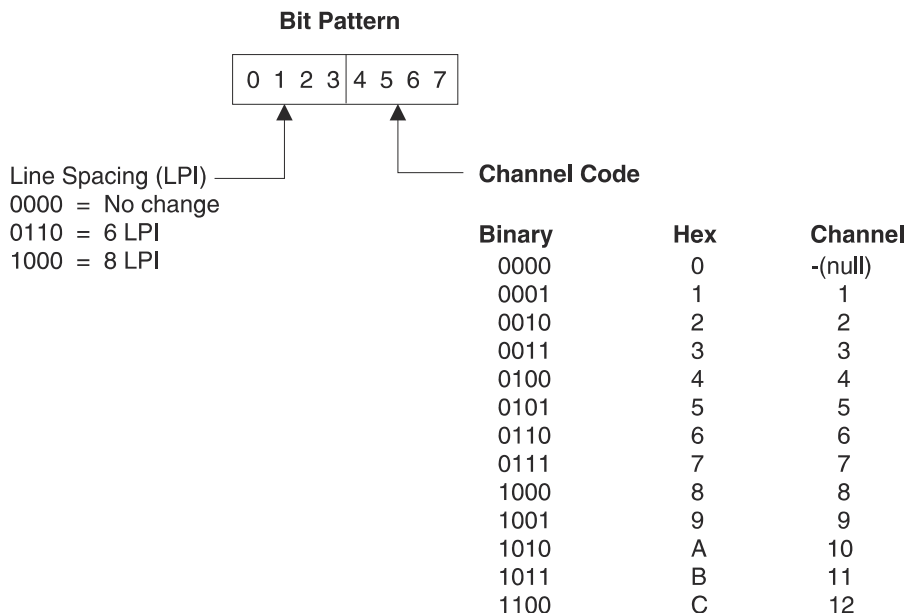 Bit Pattern
0 1 2 3 4 5 6 7
Line Spacing (LPI)
0000 = No change
0110 = 6 LPI
1000 = 8 LPI
Channel Code
Binary Hex Channel
0000 0 -(null)
0001 1 1
0010 2 2
0011 3 3
0100 4 4
0101 5 5
0110 6 6
0111 7 7
1000 8 8
1001 9 9
1010 A 10
1011 B 11
1100 C 12